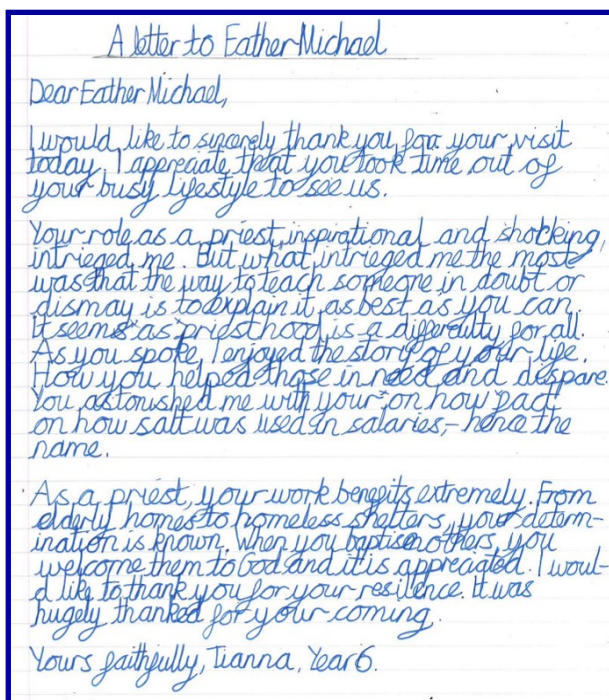 A letter to Father Michael
Dear Father Michael,
I would like to sincerely thank you for your visit
today. I appreciate that you took time out of
your busy lifestyle to see us.
Your role as a priest, inspirational and shocking,
intrieged me. But what intrieged me the most
was that the way to teach someone in doubt or
dismay is to explain it as best as you can.
It seems as priesthood is a differculty for all.
As you spoke, I enjoyed the story of your life.
How you helped those in need and despare.
You astonished me with your on how fact
on how salt was used in salaries,- hence the
name.
As a priest, your work benefits extremely. From
elderly homes to homeless shelters, your determ-
ination is known. When you baptise others, you
welcome them to God and it is appreciated. I woul-
d like to thank you for your resilence. It was
hugely thanked for your coming.
Yours faithfully, Tianna, Year 6.